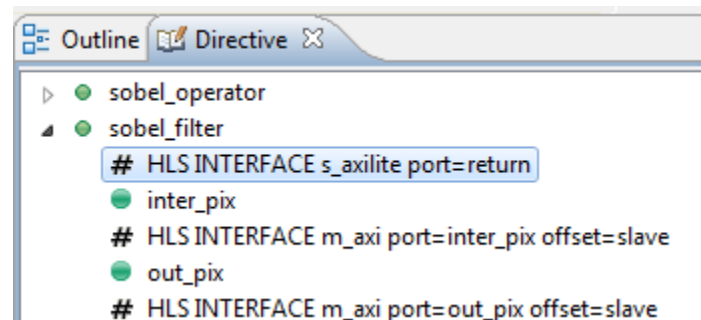 Outline Directive
sobel_operator
sobel_filter
# HLS INTERFACE s_axilite port=return
inter_pix
# HLS INTERFACE m_axi port=inter_pix offset=slave
out_pix
# HLS INTERFACE m_axi port=out_pix offset=slave